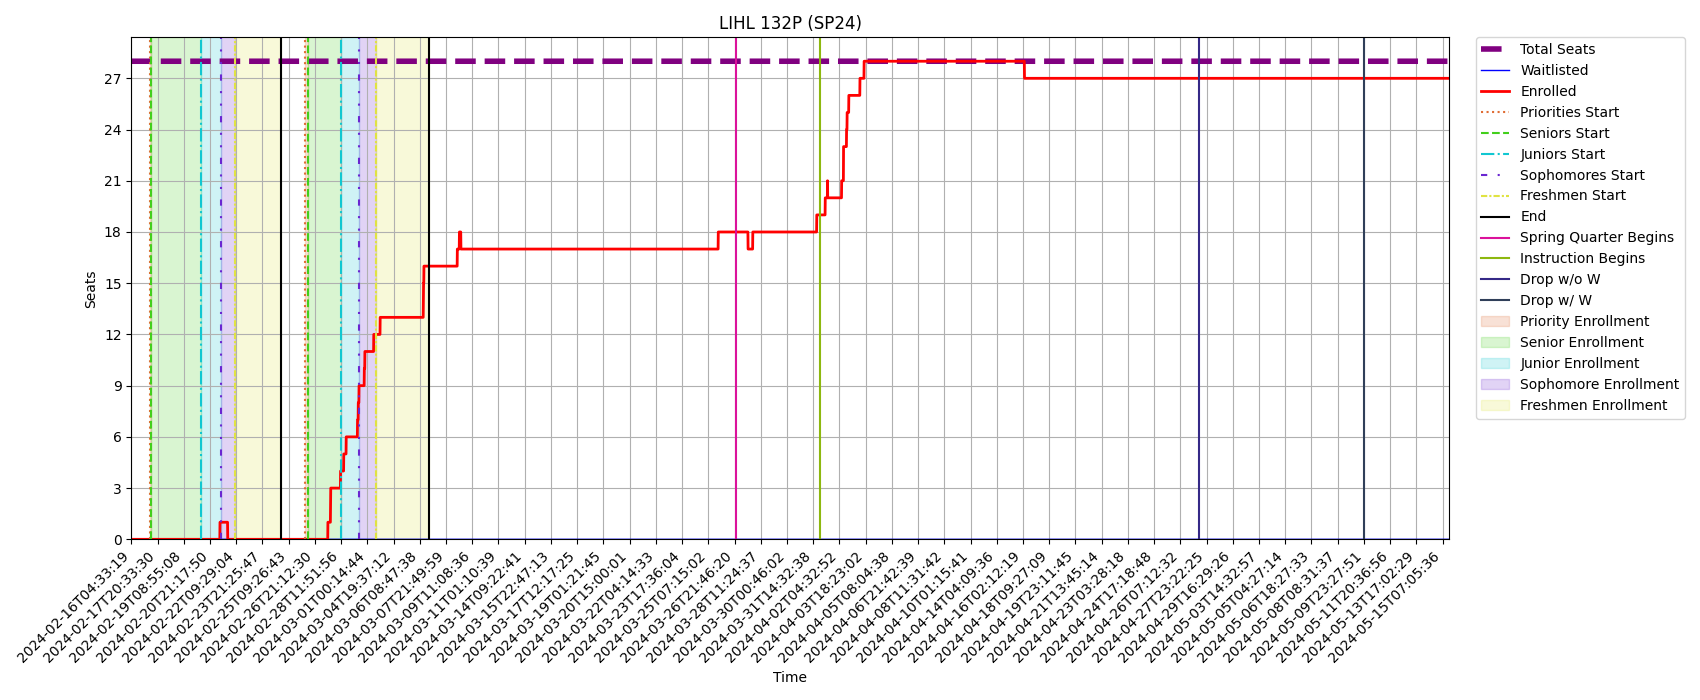 LIHL 132P (SP24)
Seats
27
24
21
18
15
12
9
6
3
0
2024-02-16T04:33:19
2024-02-17T20:33:30
2024-02-19T08:55:08
2024-02-20T21:17:50
2024-02-22T09:29:04
2024-02-23T21:25:47
2024-02-25T09:26:43
2024-02-26T21:12:30
2024-02-28T11:51:56
2024-03-01T00:14:44
2024-03-04T19:37:12
2024-03-06T08:47:38
2024-03-07T21:49:59
2024-03-09T11:08:36
2024-03-11T01:10:39
2024-03-14T09:22:41
2024-03-15T22:47:13
2024-03-17T12:17:25
2024-03-19T01:21:45
2024-03-20T15:00:01
2024-03-22T04:14:33
2024-03-23T17:36:04
2024-03-25T07:15:02
2024-03-26T21:46:20
2024-03-28T11:24:37
2024-03-30T00:46:02
2024-03-31T14:32:38
2024-04-02T04:32:52
2024-04-03T18:23:02
2024-04-05T08:04:38
2024-04-06T21:42:39
2024-04-08T11:31:42
2024-04-10T01:15:41
2024-04-14T04:09:36
2024-04-16T02:12:19
2024-04-18T09:27:09
2024-04-19T23:11:45
2024-04-21T13:45:14
2024-04-23T03:28:18
2024-04-24T17:18:48
2024-04-26T07:12:32
2024-04-27T23:22:25
2024-04-29T16:29:26
2024-05-03T14:32:57
2024-05-05T04:27:14
2024-05-06T18:27:33
2024-05-08T08:31:37
2024-05-09T23:27:51
2024-05-11T20:36:56
2024-05-13T17:02:29
2024-05-15T07:05:36
Time
Total Seats
Waitlisted
Enrolled
Priorities Start
Seniors Start
Juniors Start
Sophomores Start
Freshmen Start
End
Spring Quarter Begins
Instruction Begins
Drop w/o W
Drop w/ W
Priority Enrollment
Senior Enrollment
Junior Enrollment
Sophomore Enrollment
Freshmen Enrollment